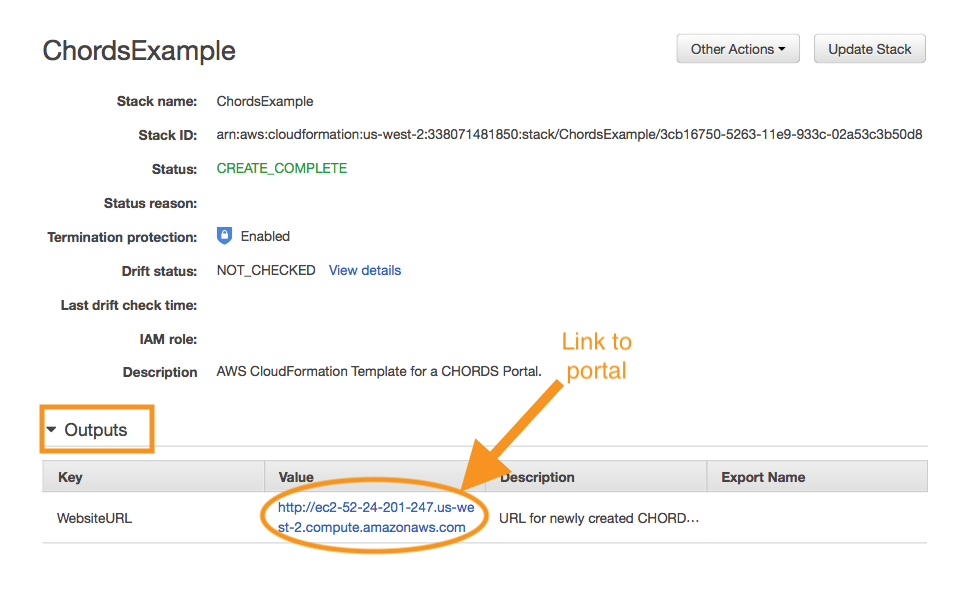 ChordsExample
Other Actions
Update Stack
Stack name: ChordsExample
Stack ID: arn:aws:cloudformation:us-west-2:338071481850:stack/ChordsExample/3cb16750-5263-11e9-933c-02a53c3b50d8
Status: CREATE_COMPLETE
Status reason:
Termination protection: Enabled
Drift status: NOT_CHECKED View details
Last drift check time:
IAM role:
Description AWS CloudFormation Template for a CHORDS Portal.
Link to
portal
Outputs
Key Value Description Export Name
WebsiteURL http://ec2-52-24-201-247.us-we
st-2.compute.amazonaws.com URL for newly created CHORD…